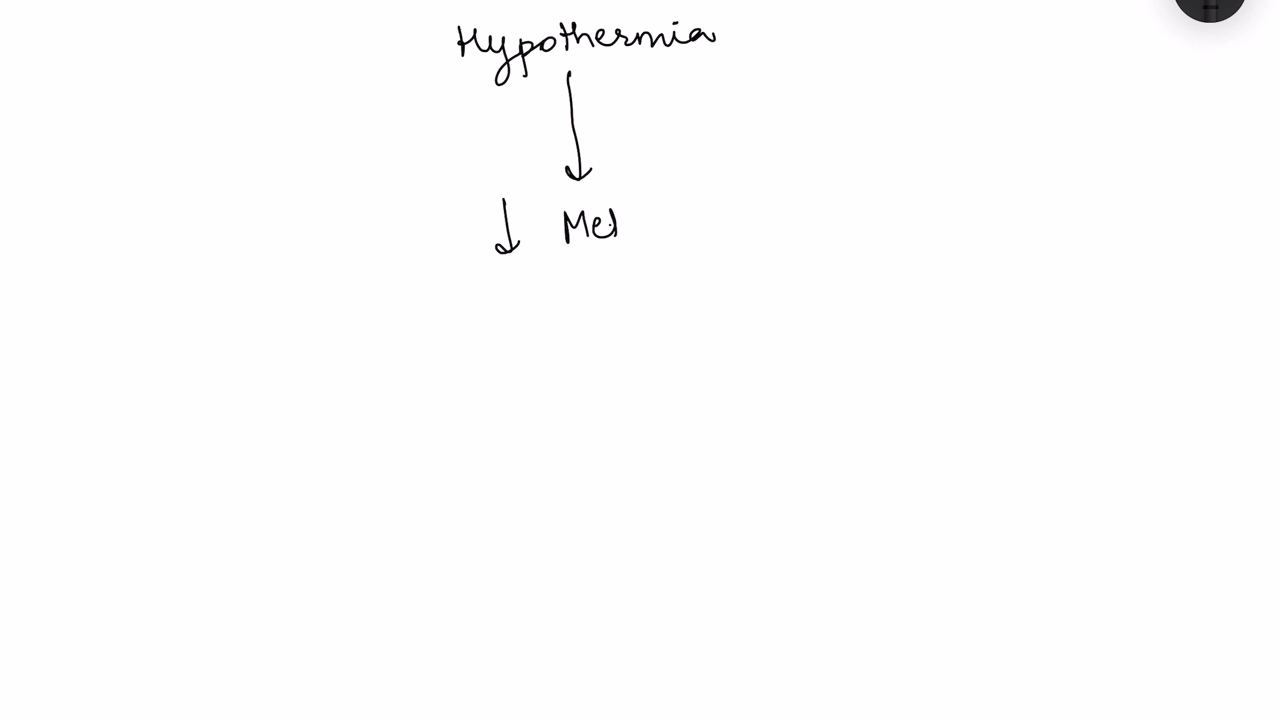 Hypothermia
↓
↓ Met